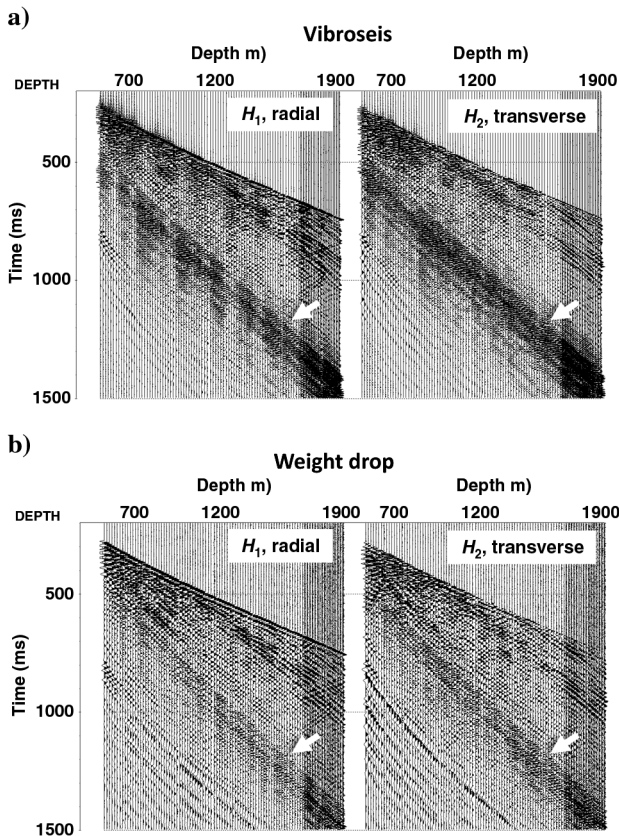 a)
Vibroseis
Depth m) Depth m)
DEPTH 700 1200 1900 700 1200 1900
H1, radial H2, transverse
500
1000
1500
Time (ms)
b)
Weight drop
Depth m) Depth m)
DEPTH 700 1200 1900 700 1200 1900
H1, radial H2, transverse
500
1000
1500
Time (ms)